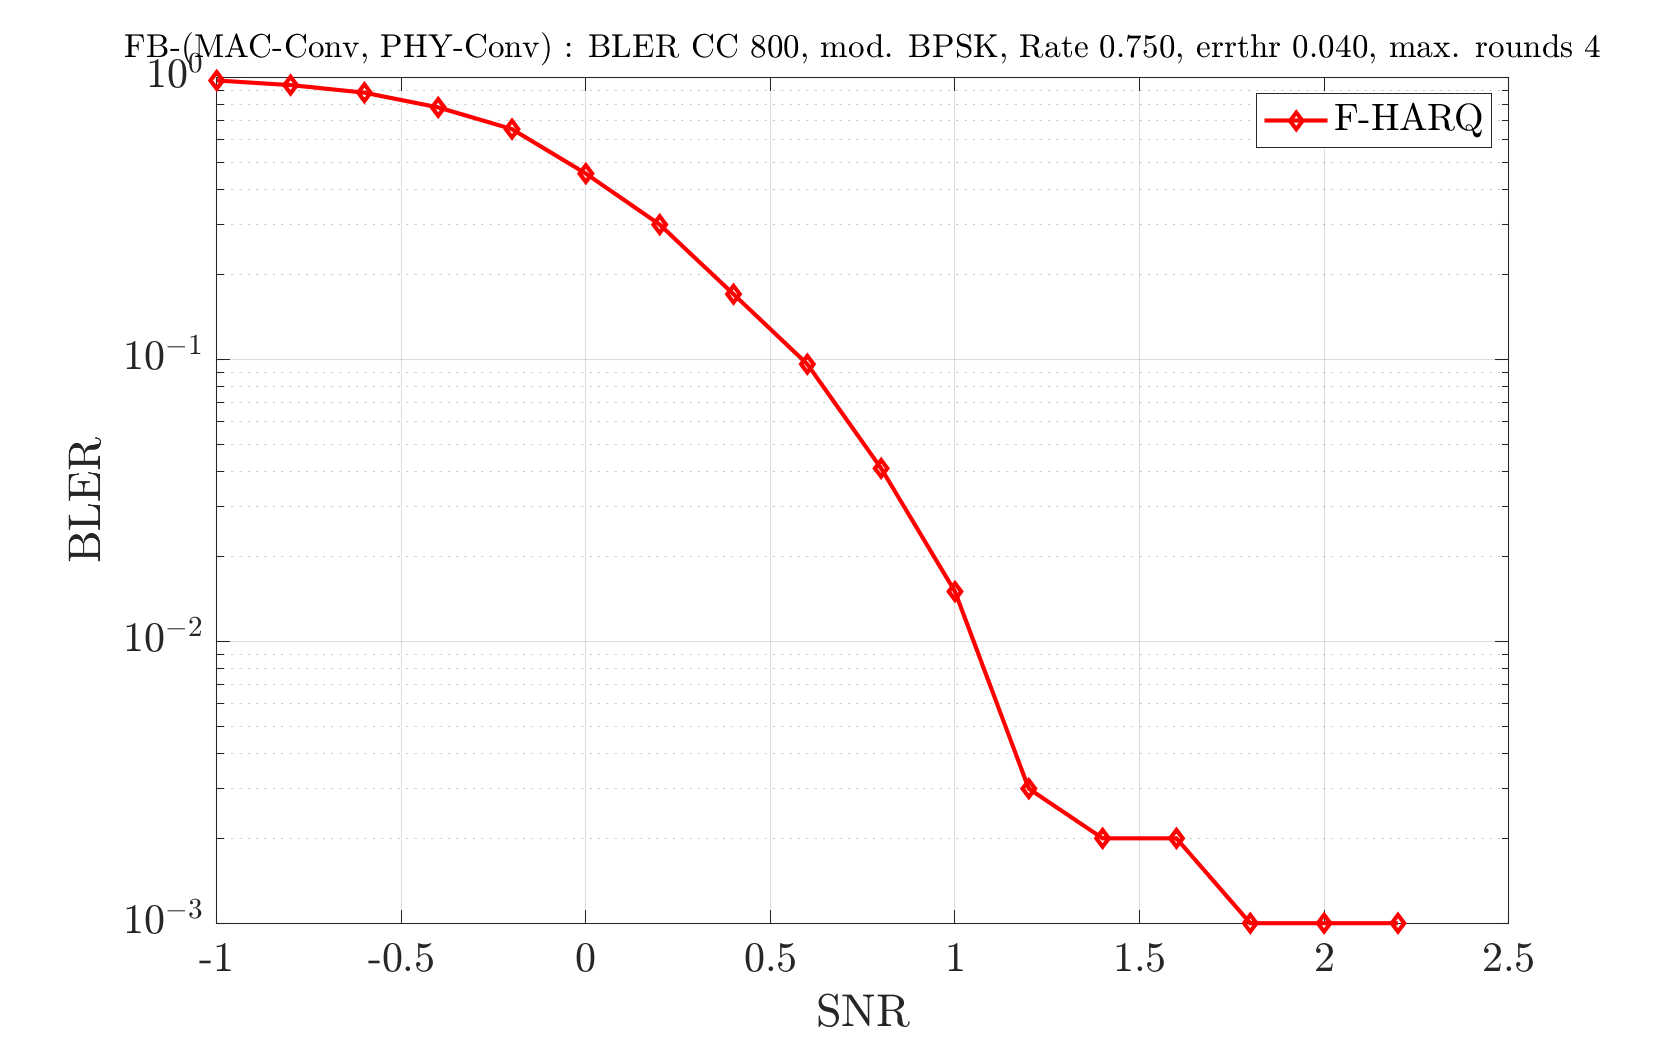 FB-(MAC-Conv, PHY-Conv) : BLER CC 800, mod. BPSK, Rate 0.750, errthr 0.040, max. rounds 4
10^0
F-HARQ
10^-1
BLER
10^-2
10^-3
-1 -0.5 0 0.5 1 1.5 2 2.5
SNR